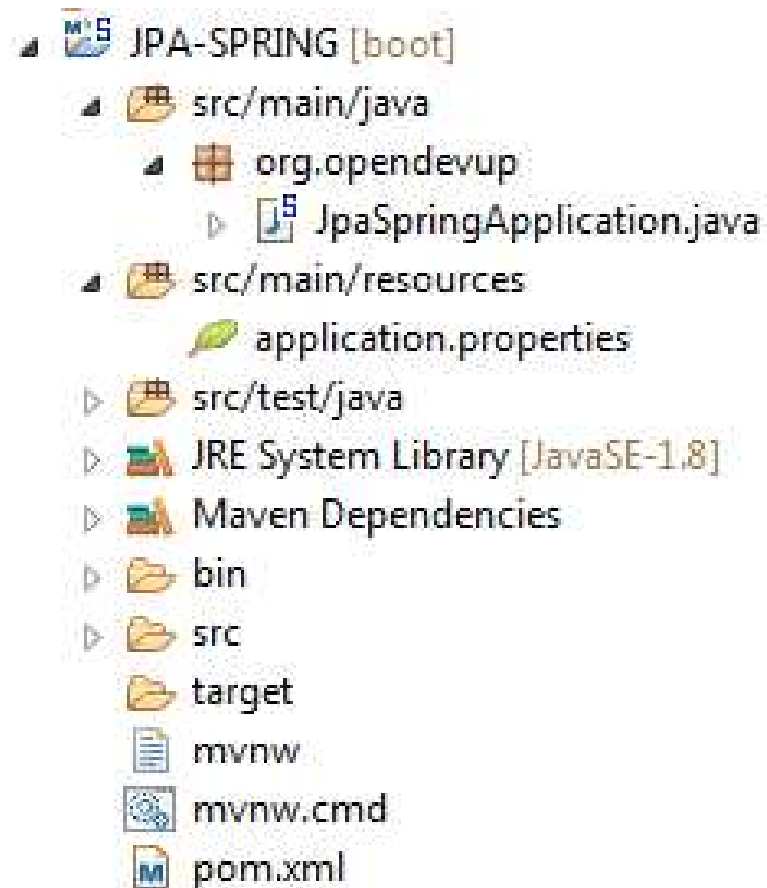 JPA-SPRING [boot]
src/main/java
org.opendevup
JpaSpringApplication.java
src/main/resources
application.properties
src/test/java
JRE System Library [JavaSE-1.8]
Maven Dependencies
bin
src
target
mvnw
mvnw.cmd
pom.xml